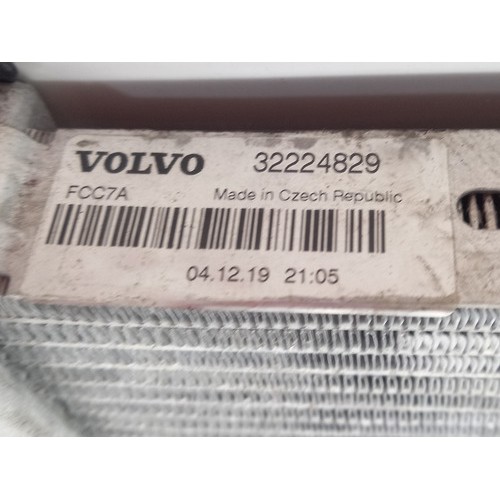 VOLVO 32224829
FCC7A Made in Czech Republic
04.12.19 21:05